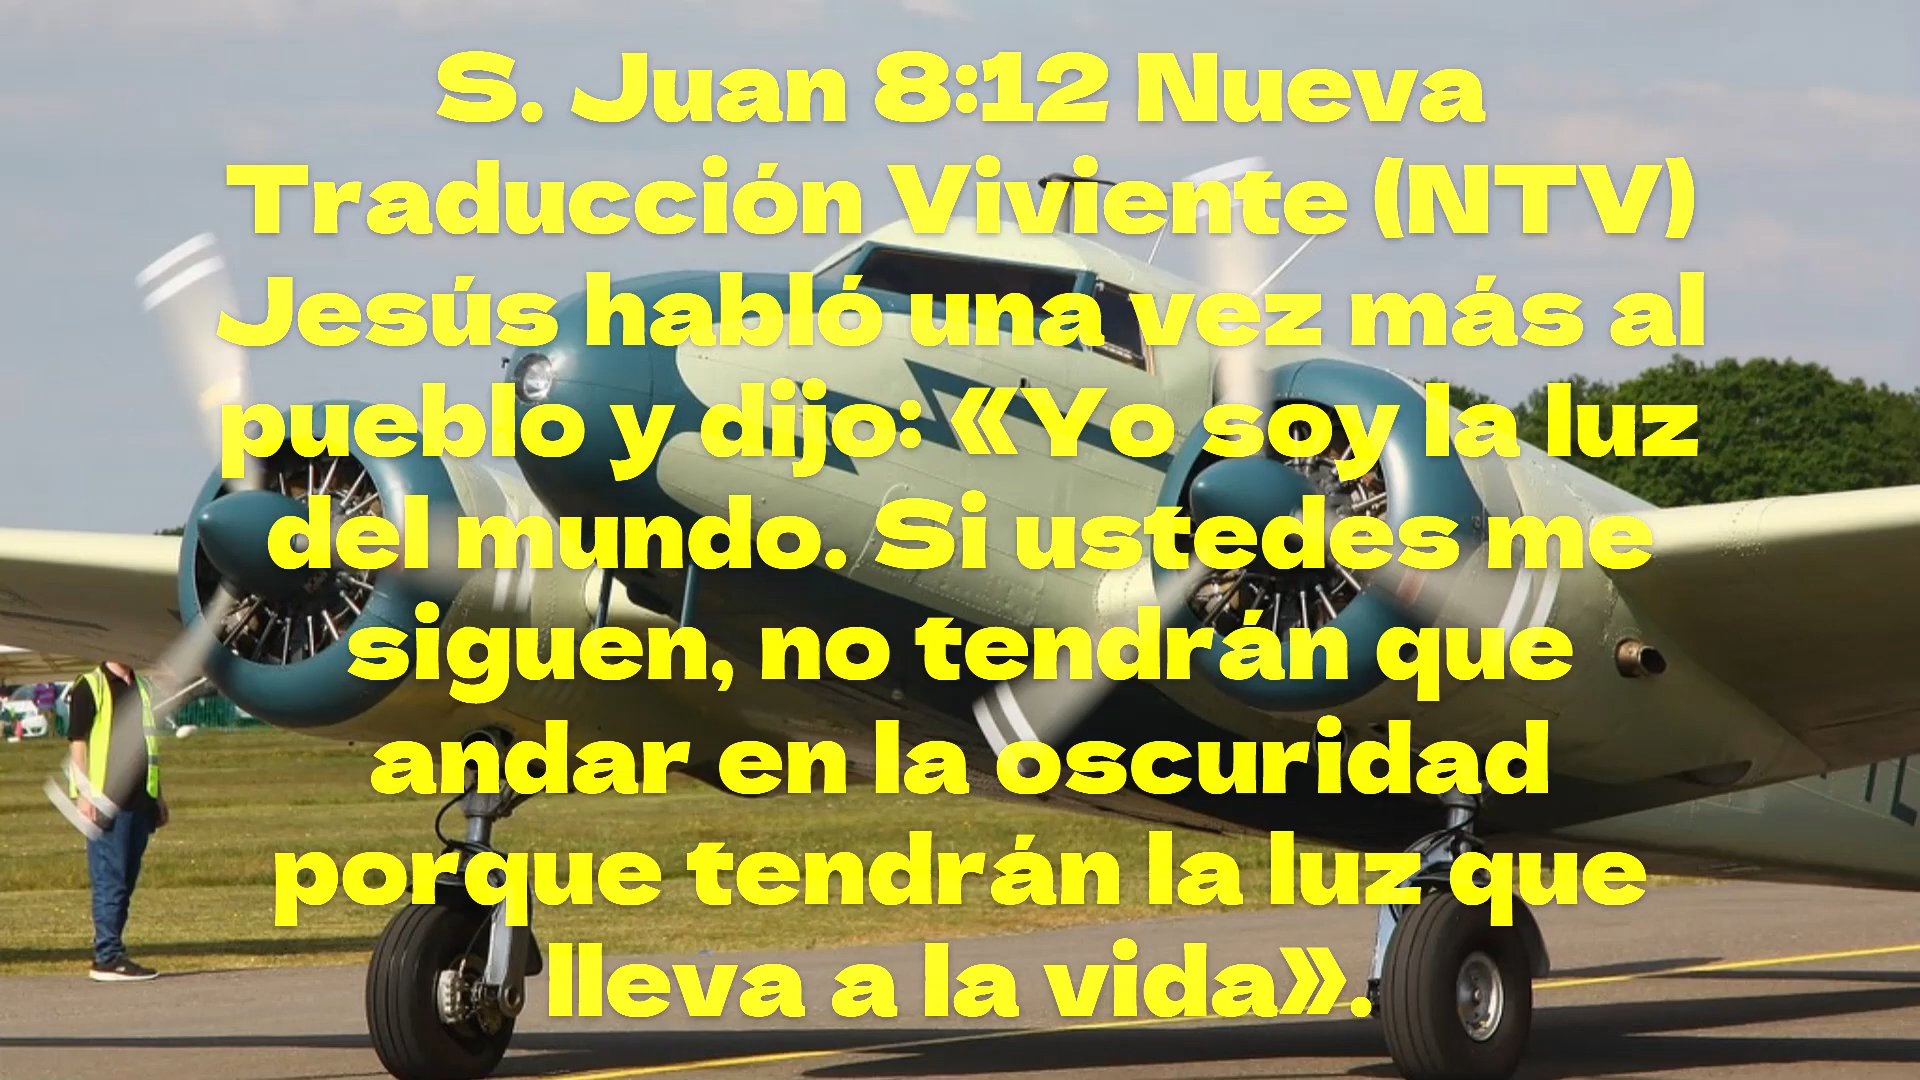 S. Juan 8:12 Nueva
Traducción Viviente (NTV)
Jesús habló una vez más al
pueblo y dijo: «Yo soy la luz
del mundo. Si ustedes me
siguen, no tendrán que
andar en la oscuridad
porque tendrán la luz que
lleva a la vida».